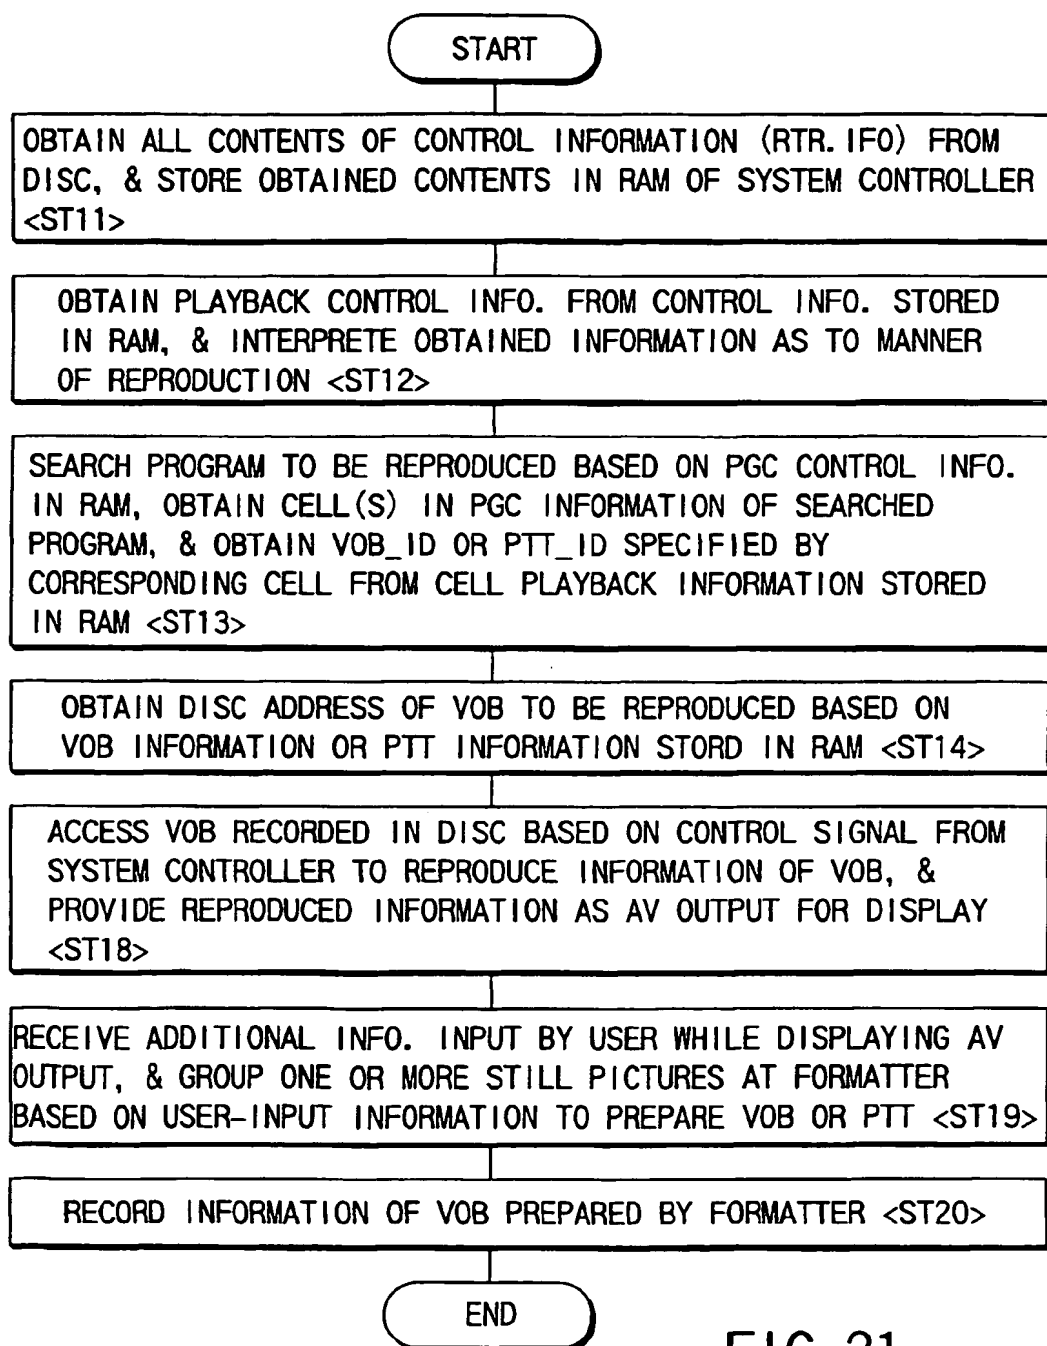 START
OBTAIN ALL CONTENTS OF CONTROL INFORMATION (RTR.IFO) FROM
DISC, & STORE OBTAINED CONTENTS IN RAM OF SYSTEM CONTROLLER
<ST11>
OBTAIN PLAYBACK CONTROL INFO. FROM CONTROL INFO. STORED
IN RAM, & INTERPRETE OBTAINED INFORMATION AS TO MANNER
OF REPRODUCTION <ST12>
SEARCH PROGRAM TO BE REPRODUCED BASED ON PGC CONTROL INFO.
IN RAM, OBTAIN CELL(S) IN PGC INFORMATION OF SEARCHED
PROGRAM, & OBTAIN VOB_ID OR PTT_ID SPECIFIED BY
CORRESPONDING CELL FROM CELL PLAYBACK INFORMATION STORED
IN RAM <ST13>
OBTAIN DISC ADDRESS OF VOB TO BE REPRODUCED BASED ON
VOB INFORMATION OR PTT INFORMATION STORD IN RAM <ST14>
ACCESS VOB RECORDED IN DISC BASED ON CONTROL SIGNAL FROM
SYSTEM CONTROLLER TO REPRODUCE INFORMATION OF VOB, &
PROVIDE REPRODUCED INFORMATION AS AV OUTPUT FOR DISPLAY
<ST18>
RECEIVE ADDITIONAL INFO. INPUT BY USER WHILE DISPLAYING AV
OUTPUT, & GROUP ONE OR MORE STILL PICTURES AT FORMATTER
BASED ON USER-INPUT INFORMATION TO PREPARE VOB OR PTT <ST19>
RECORD INFORMATION OF VOB PREPARED BY FORMATTER <ST20>
END
FIG. 21